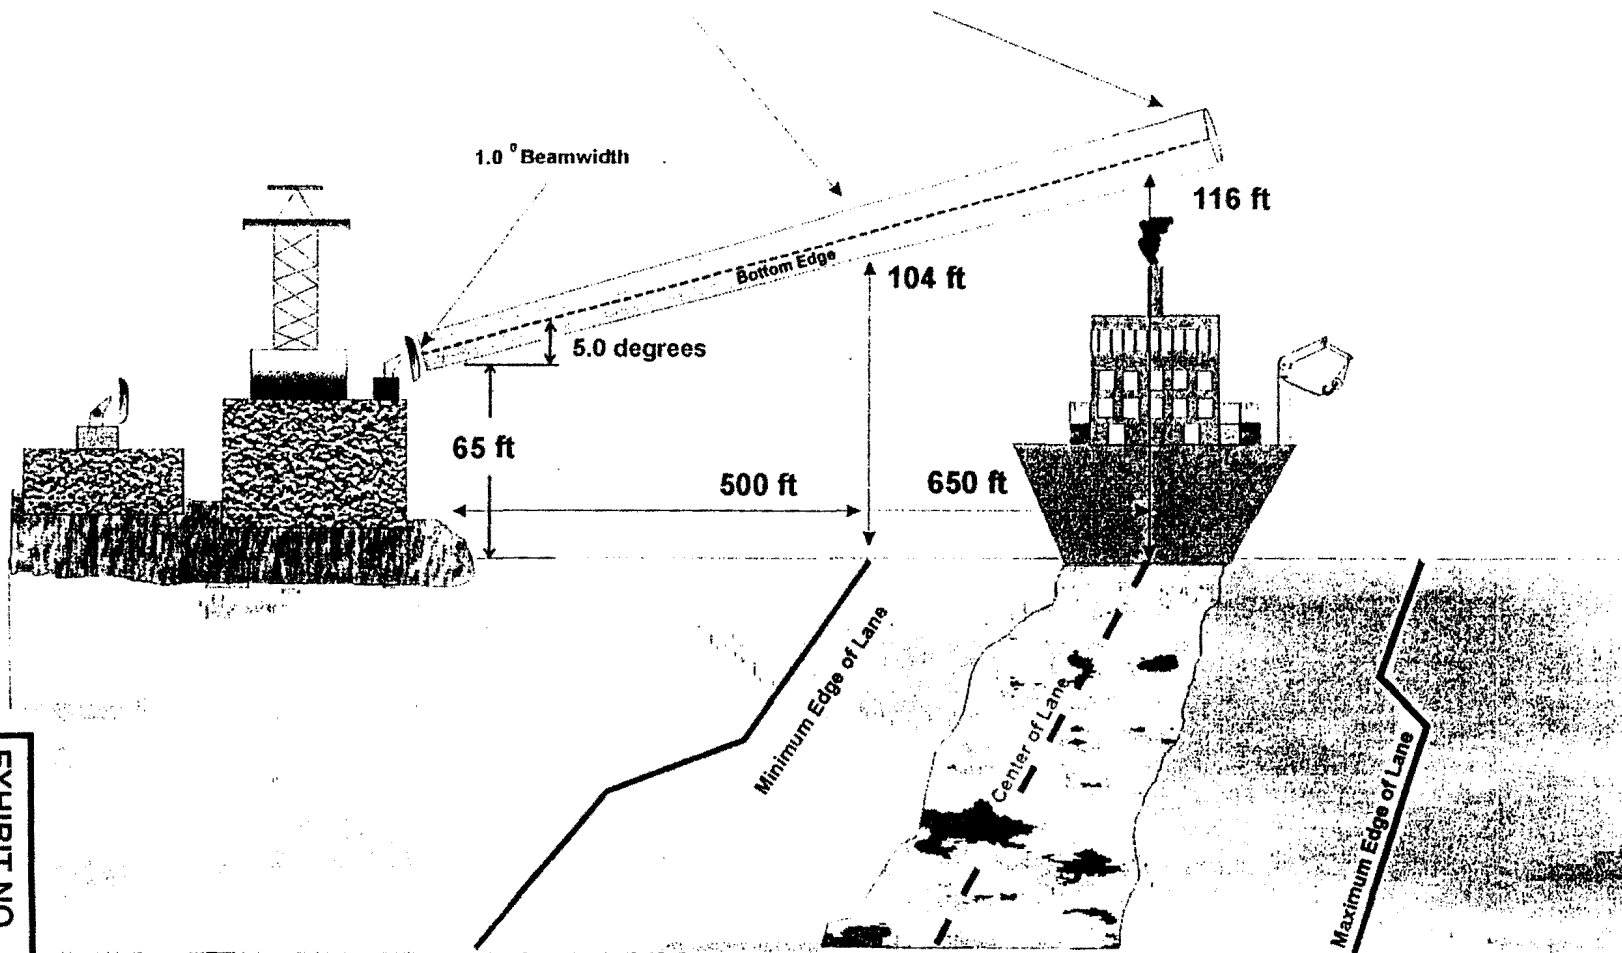 1.0 ° Beamwidth
116 ft
Bottom Edge
104 ft
5.0 degrees
65 ft
500 ft
650 ft
Minimum Edge of Lane
Center of Lane
Maximum Edge of Lane
EXHIBIT NO